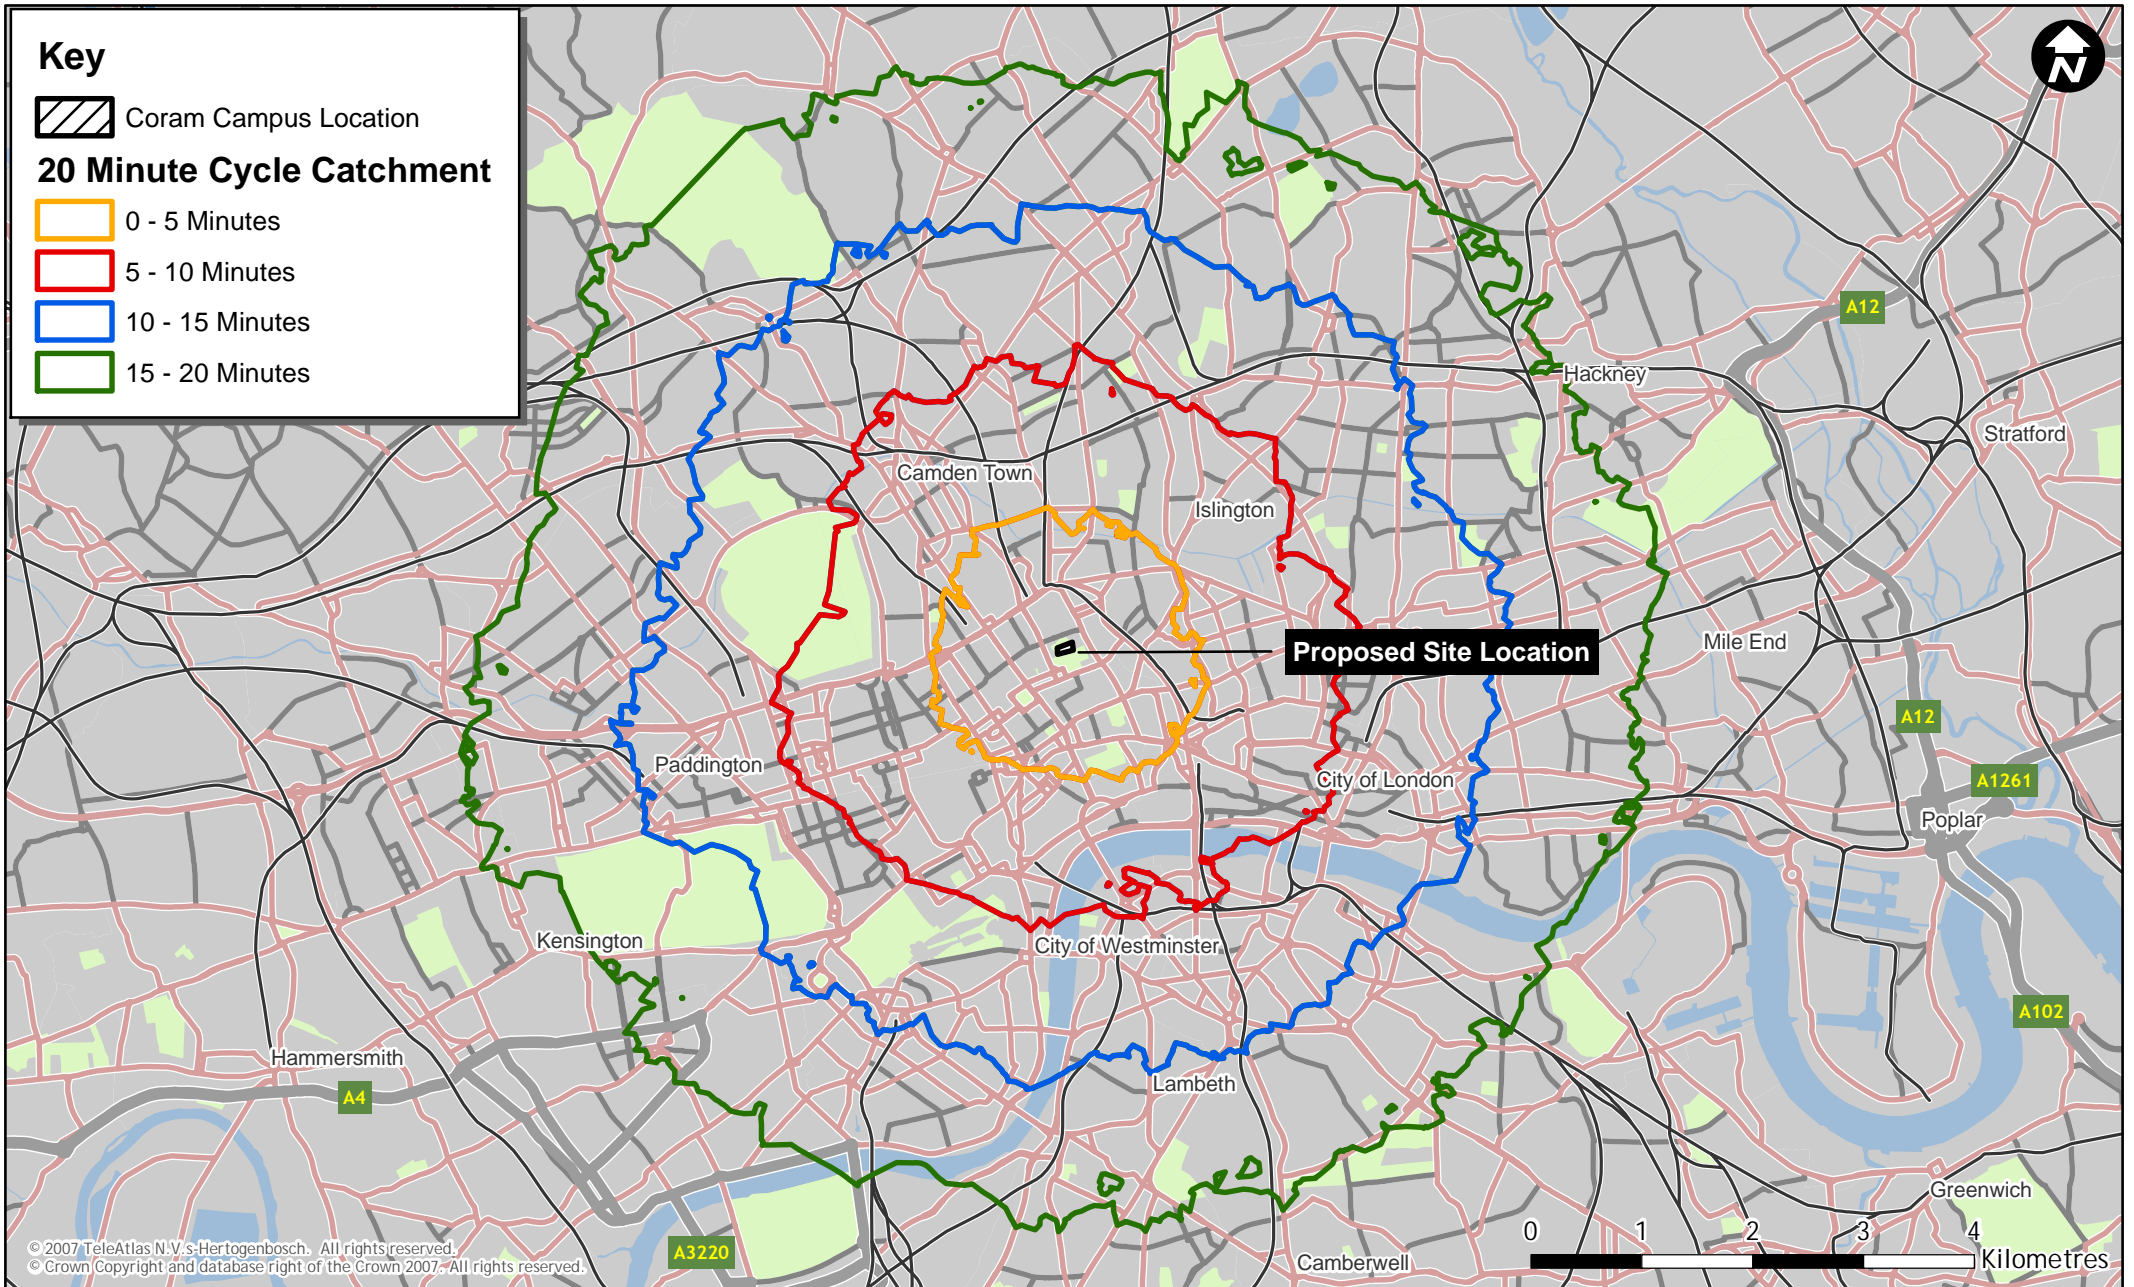 Key
Coram Campus Location
20 Minute Cycle Catchment
0 - 5 Minutes
5 - 10 Minutes
10 - 15 Minutes
15 - 20 Minutes
N
A12
Hackney
Stratford
Camden Town
Islington
Mile End
Proposed Site Location
A12
Paddington
City of London
A1261
Poplar
Kensington
City of Westminster
A102
Hammersmith
A4
Lambeth
Greenwich
A3220
Camberwell
0 1 2 3 4
Kilometres
© 2007 TeleAtlas N.V.s-Hertogenbosch. All rights reserved.
© Crown Copyright and database right of the Crown 2007. All rights reserved.